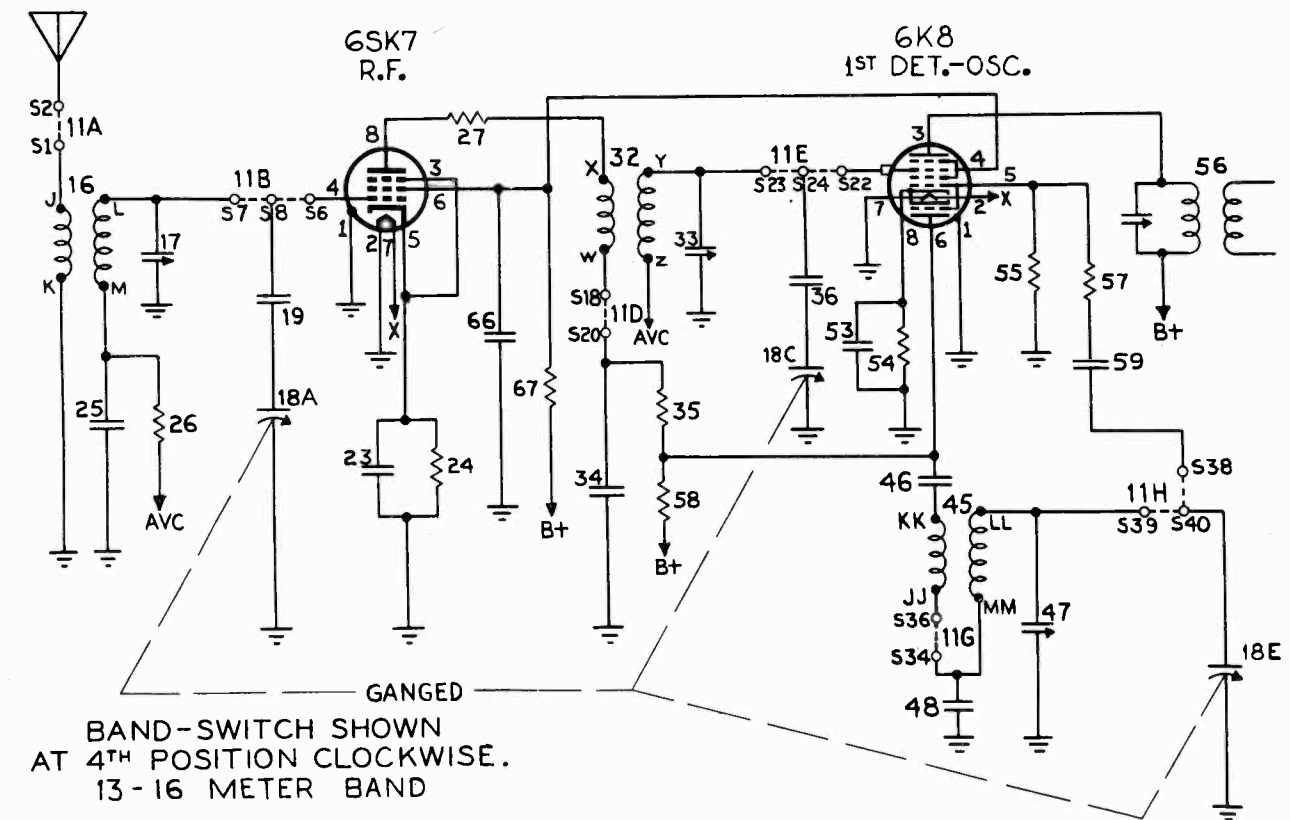 6SK7
R.F.
6K8
1ST DET.-OSC.
S2
11A
S1
J
16
L
K
M
17
11B
S7
S8
S6
19
18A
25
26
AVC
8
27
4
3
6
1
2
7
5
X
23
24
66
67
B+
X
32
Y
W
Z
33
S18
11D
S20
AVC
34
35
58
B+
11E
S23
S24
S22
36
18C
3
4
5
X
2
7
8
6
1
53
54
55
57
59
56
B+
46
45
KK
LL
JJ
MM
S36
11G
S34
48
47
S38
11H
S39
S40
18E
GANGED
BAND-SWITCH SHOWN
AT 4TH POSITION CLOCKWISE.
13-16 METER BAND